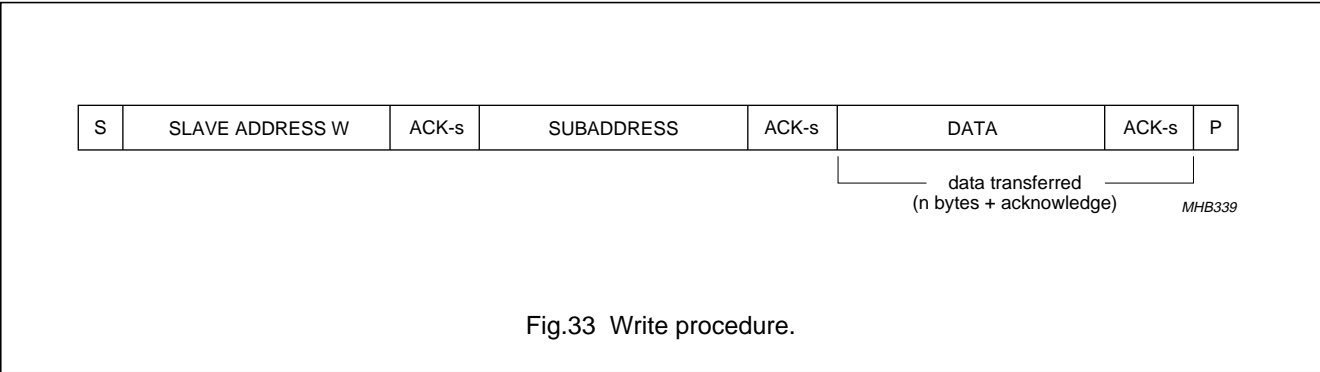 S SLAVE ADDRESS W ACK-s SUBADDRESS ACK-s DATA ACK-s P
data transferred
(n bytes + acknowledge)
MHB339
Fig.33 Write procedure.